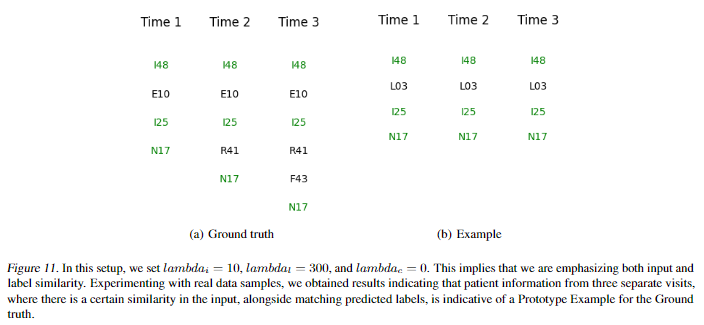 Time 1 Time 2 Time 3 Time 1 Time 2 Time 3
I48 I48 I48 I48 I48 I48
E10 E10 E10 L03 L03 L03
I25 I25 I25 I25 I25 I25
N17 R41 R41 N17 N17 N17
N17 F43
N17
(a) Ground truth (b) Example
Figure 11. In this setup, we set lambdaᵢ = 10, lambdaₗ = 300, and lambda꜀ = 0. This implies that we are emphasizing both input and
label similarity. Experimenting with real data samples, we obtained results indicating that patient information from three separate visits,
where there is a certain similarity in the input, alongside matching predicted labels, is indicative of a Prototype Example for the Ground
truth.